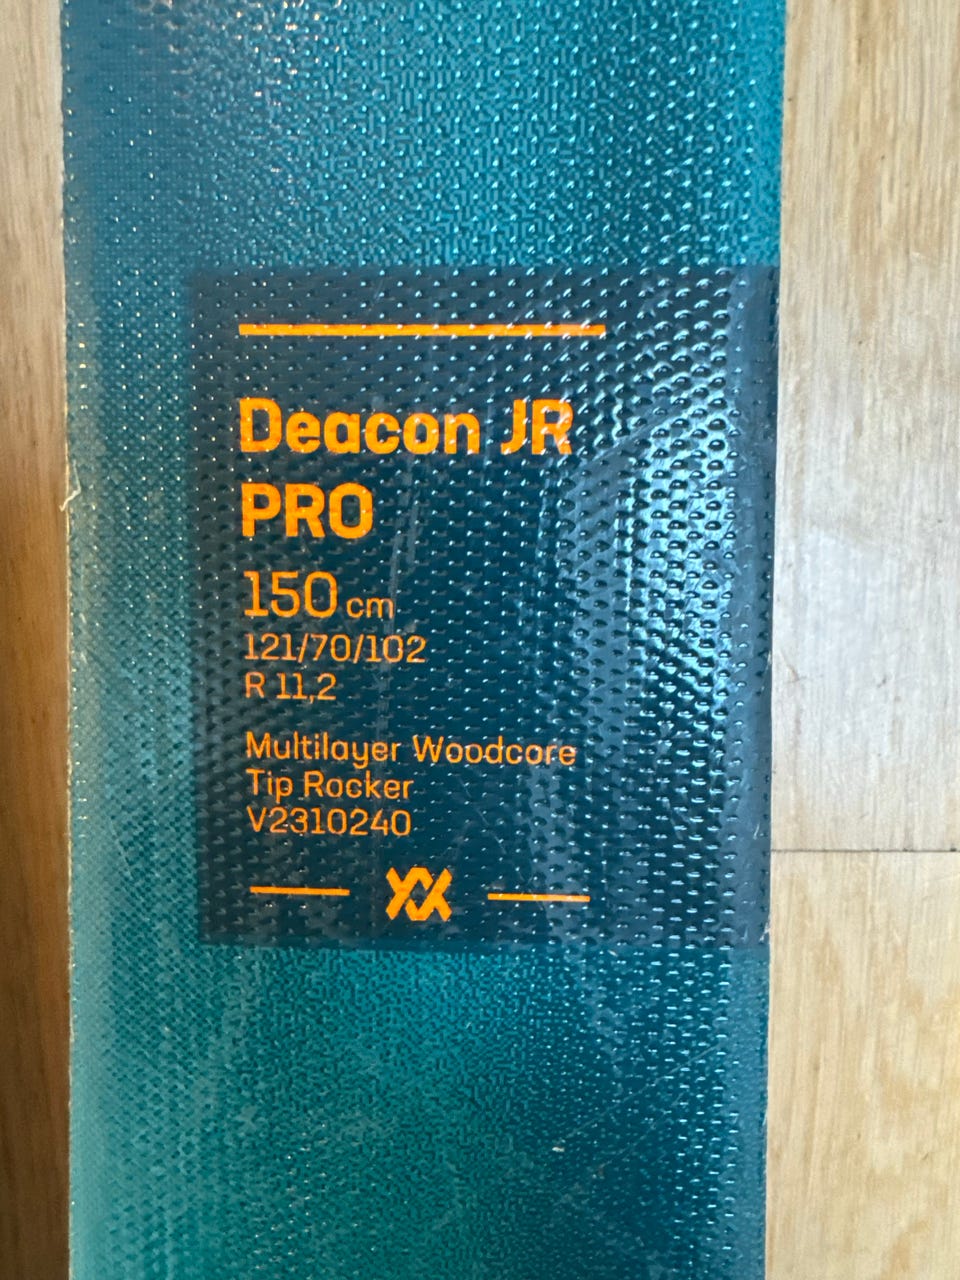 Deacon JR
PRO
150 cm
121/70/102
R 11,2
Multilayer Woodcore
Tip Rocker
V2310240